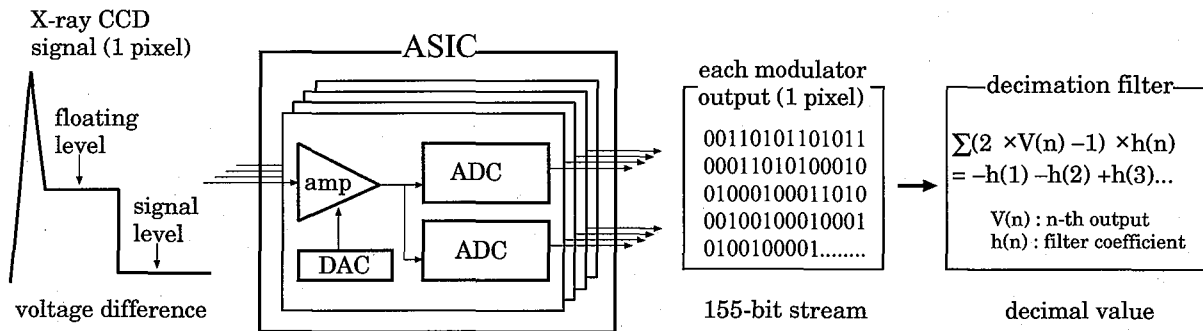 X-ray CCD
signal (1 pixel)
floating
level
signal
level
voltage difference
ASIC
amp
DAC
ADC
ADC
each modulator
output (1 pixel)
00110101101011
00011010100010
01000100011010
00100100010001
0100100001........
155-bit stream
decimation filter
∑(2 ×V(n) −1) ×h(n)
= −h(1) −h(2) +h(3)...
V(n) : n-th output
h(n) : filter coefficient
decimal value